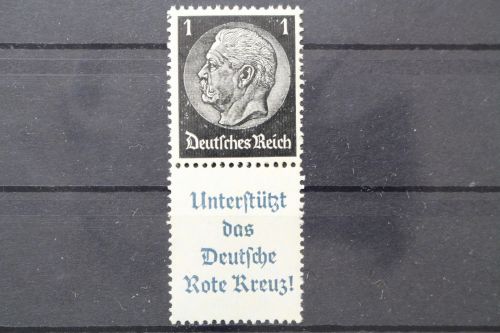 1 1
Deutſches Reich
Unterſtützt
das
Deutſche
Rote Kreuz!